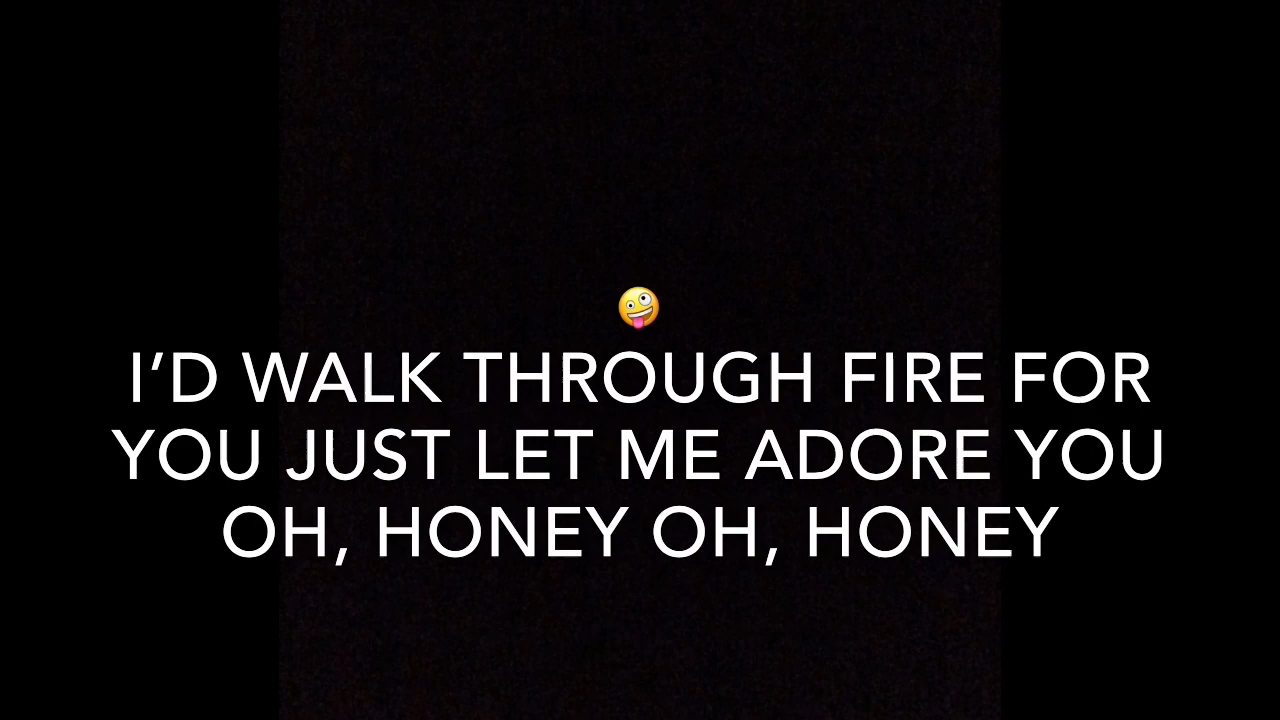 🤪
I’D WALK THROUGH FIRE FOR
YOU JUST LET ME ADORE YOU
OH, HONEY OH, HONEY